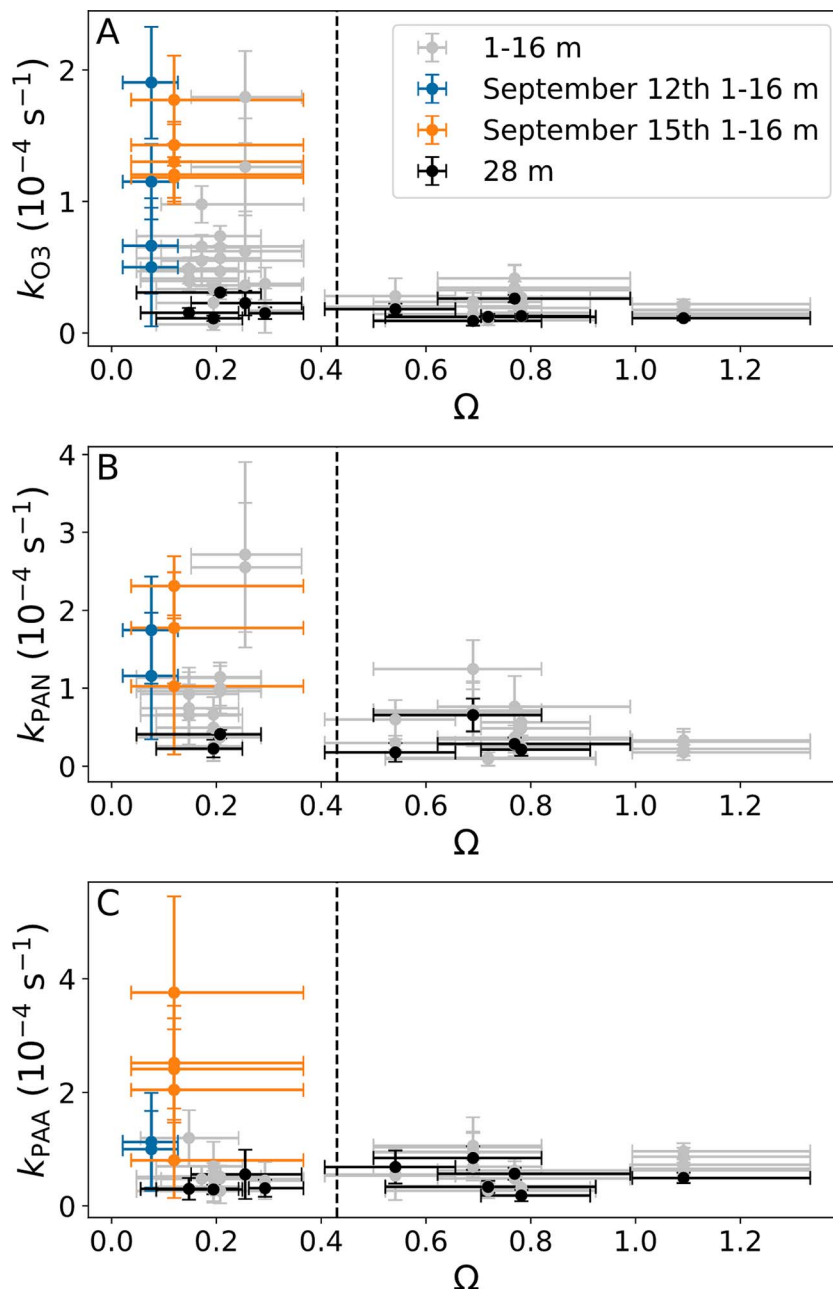 A
1-16 m
September 12th 1-16 m
September 15th 1-16 m
28 m
k_O3 (10⁻⁴ s⁻¹)
2
1
0
0.0 0.2 0.4 0.6 0.8 1.0 1.2
Ω
B
k_PAN (10⁻⁴ s⁻¹)
4
3
2
1
0
0.0 0.2 0.4 0.6 0.8 1.0 1.2
Ω
C
k_PAA (10⁻⁴ s⁻¹)
4
2
0
0.0 0.2 0.4 0.6 0.8 1.0 1.2
Ω